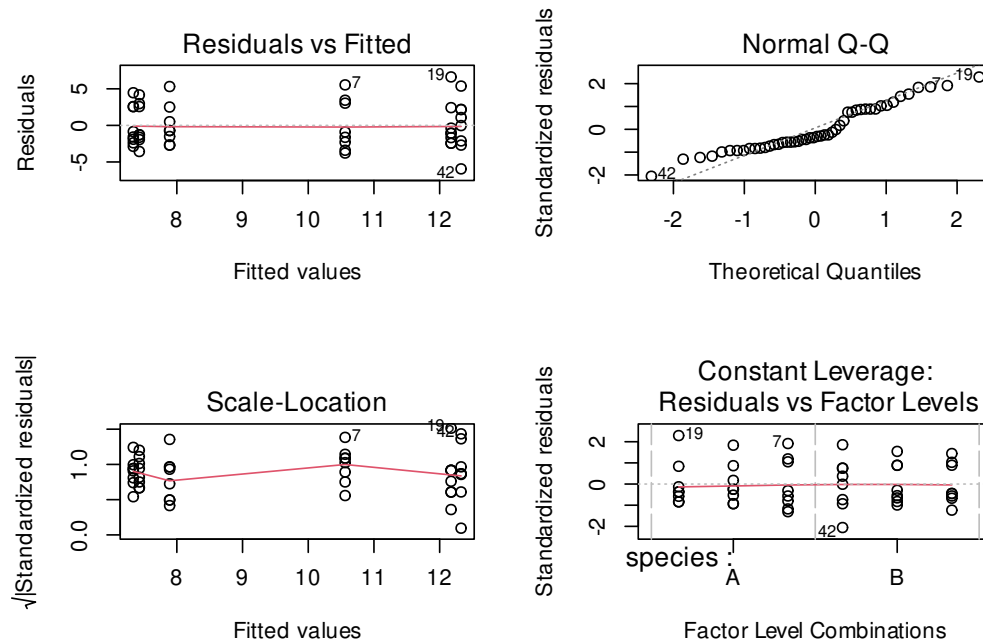 Residuals vs Fitted
Residuals
5
0
-5
7
19
42
8 9 10 11 12
Fitted values
Normal Q-Q
Standardized residuals
2
0
-2
42
7
19
-2 -1 0 1 2
Theoretical Quantiles
Scale-Location
√|Standardized residuals|
1.0
0.0
7
19
42
8 9 10 11 12
Fitted values
Constant Leverage:
Residuals vs Factor Levels
Standardized residuals
2
0
-2
19
7
42
species :
A B
Factor Level Combinations